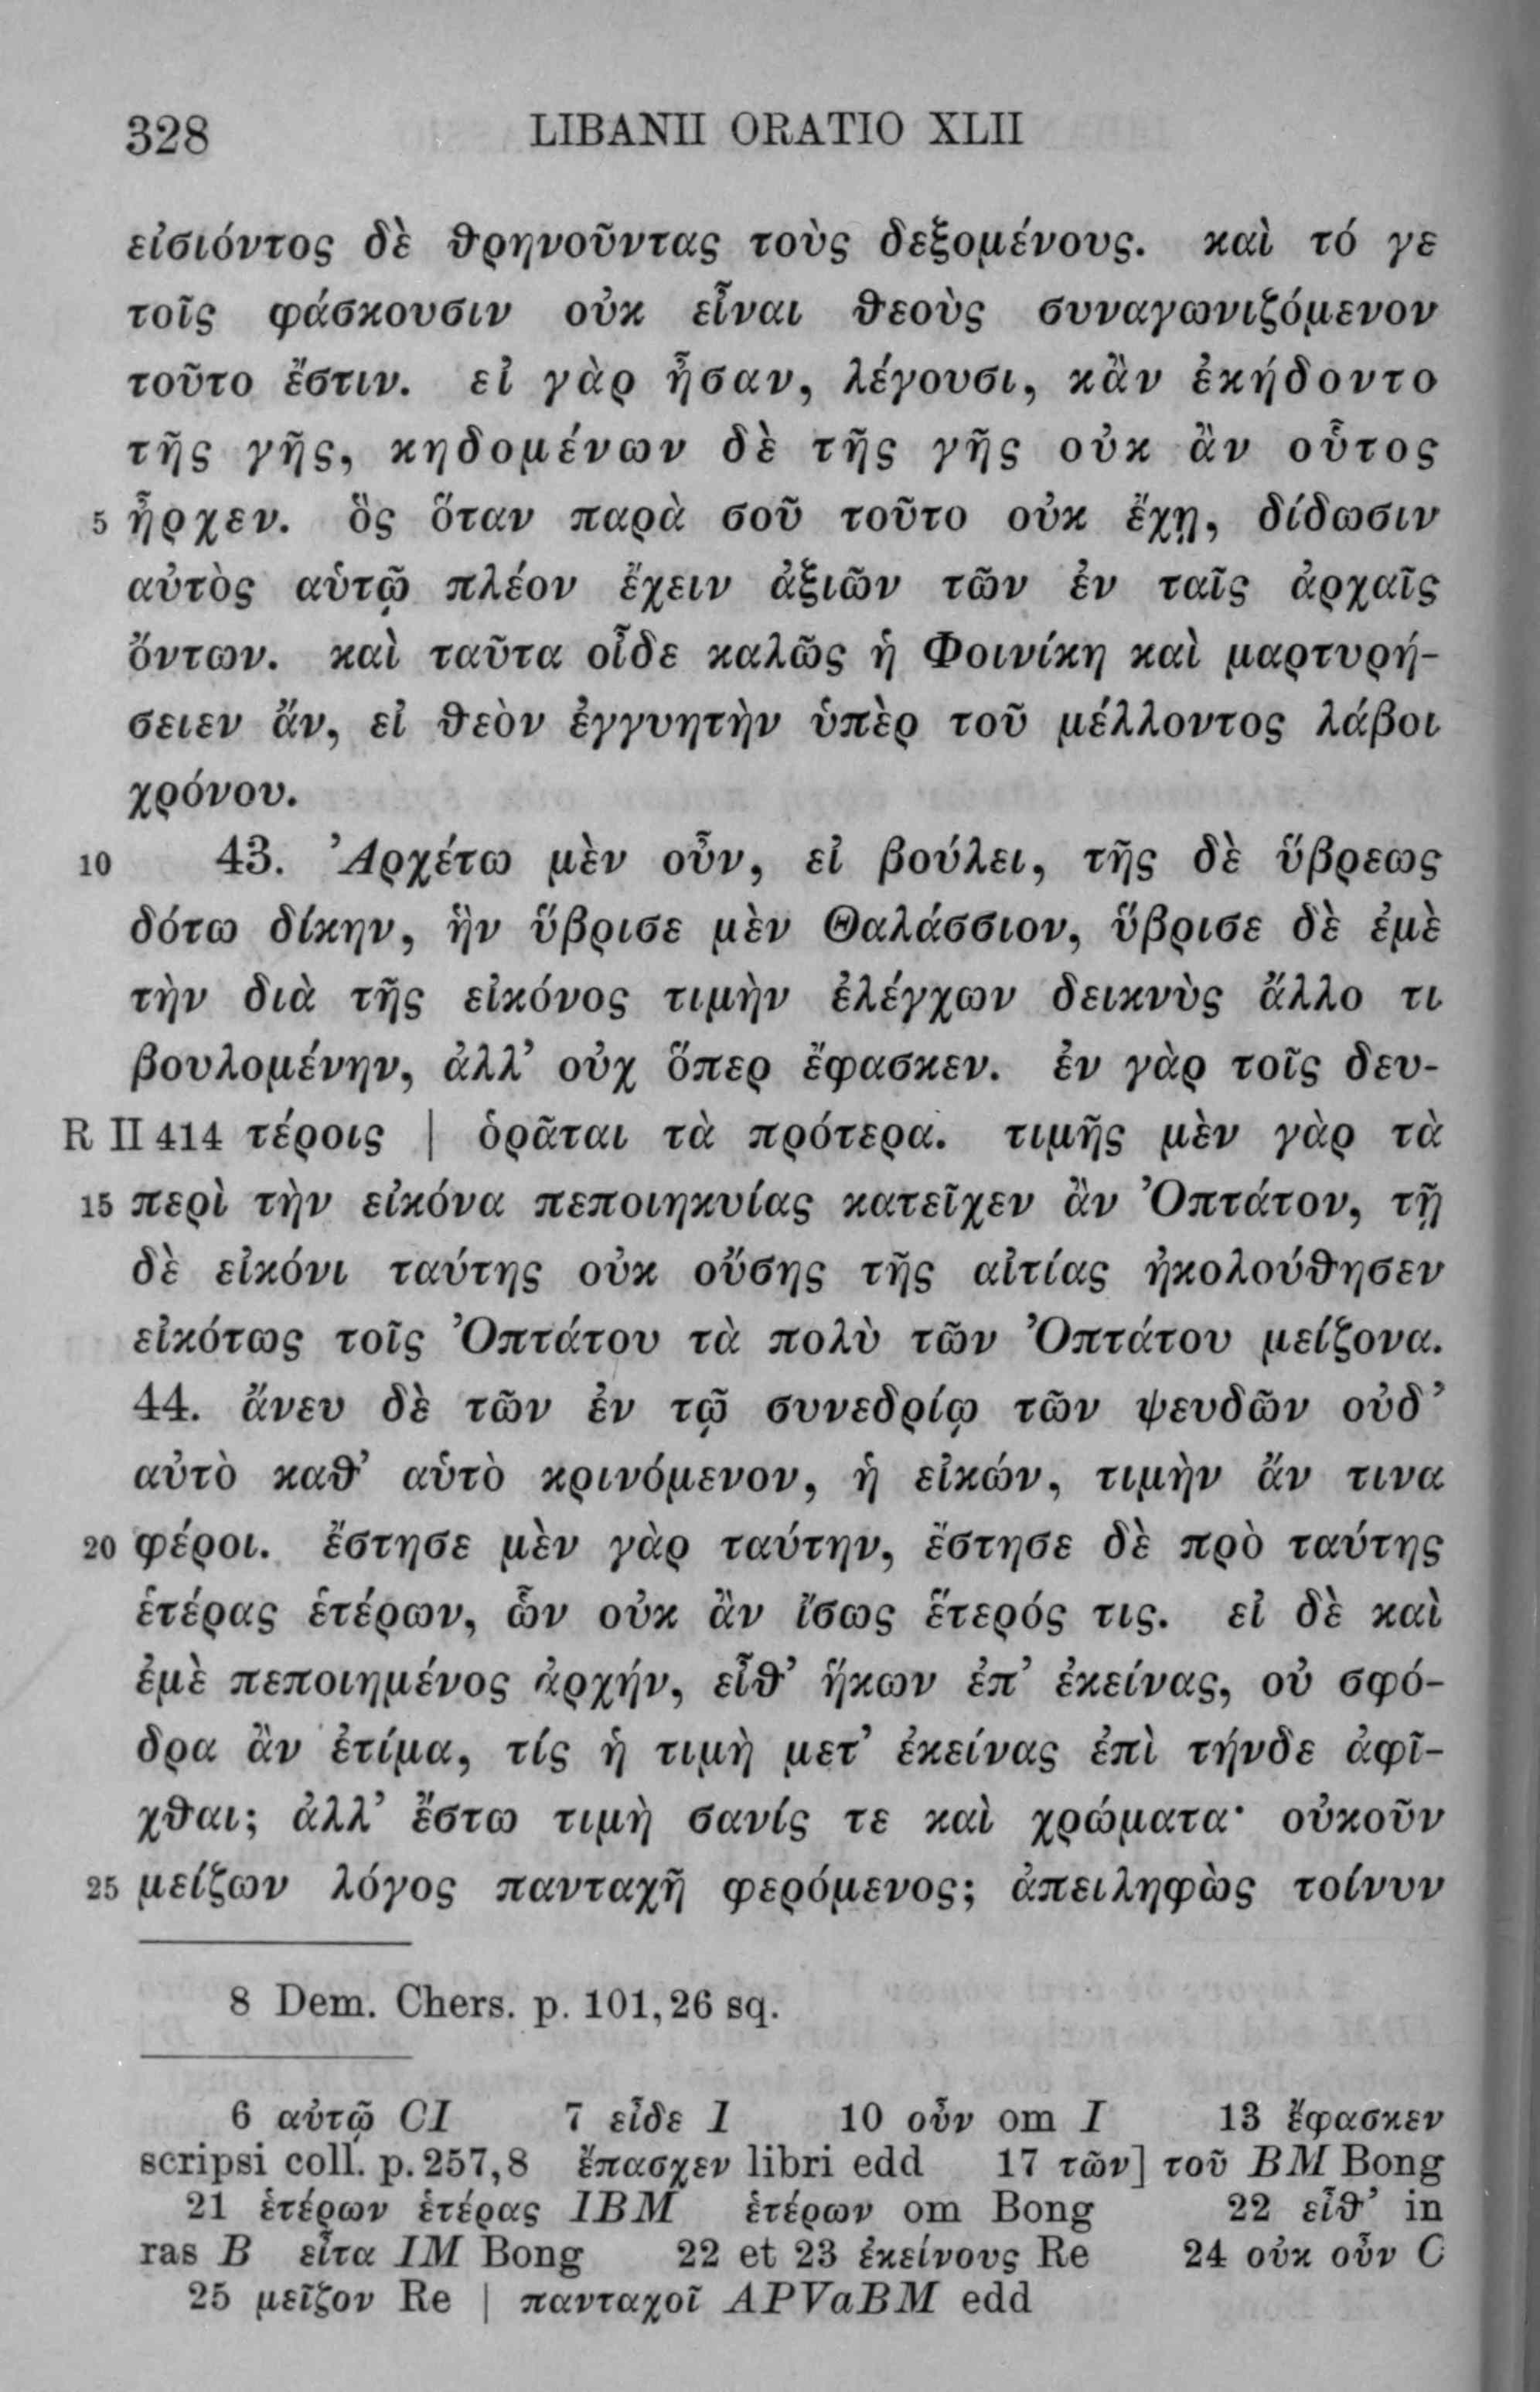 328 LIBANII ORATIO XLII
εἰσιόντος δὲ θρηνοῦντας τοὺς δεξομένους. καὶ τό γε
τοῖς φάσκουσιν οὐκ εἶναι θεοὺς συναγωνιζόμενον
τοῦτο ἔστιν. εἰ γὰρ ἦσαν, λέγουσι, κἂν ἐκήδοντο
τῆς γῆς, κηδομένων δὲ τῆς γῆς οὐκ ἂν οὗτος
5 ἦρχεν. ὃς ὅταν παρὰ σοῦ τοῦτο οὐκ ἔχῃ, δίδωσιν
αὐτὸς αὑτῷ πλέον ἔχειν ἀξιῶν τῶν ἐν ταῖς ἀρχαῖς
ὄντων. καὶ ταῦτα οἶδε καλῶς ἡ Φοινίκη καὶ μαρτυρή-
σειεν ἄν, εἰ θεὸν ἐγγυητὴν ὑπὲρ τοῦ μέλλοντος λάβοι
χρόνου.
10 43. Ἀρχέτω μὲν οὖν, εἰ βούλει, τῆς δὲ ὕβρεως
δότω δίκην, ἣν ὕβρισε μὲν Θαλάσσιον, ὕβρισε δὲ ἐμὲ
τὴν διὰ τῆς εἰκόνος τιμὴν ἐλέγχων δεικνὺς ἄλλο τι
βουλομένην, ἀλλ’ οὐχ ὅπερ ἔφασκεν. ἐν γὰρ τοῖς δευ-
R II 414 τέροις | ὁρᾶται τὰ πρότερα. τιμῆς μὲν γὰρ τὰ
15 περὶ τὴν εἰκόνα πεποιηκυίας κατεῖχεν ἂν Ὀπτάτον, τῇ
δὲ εἰκόνι ταύτης οὐκ οὔσης τῆς αἰτίας ἠκολούθησεν
εἰκότως τοῖς Ὀπτάτου τὰ πολὺ τῶν Ὀπτάτου μείζονα.
44. ἄνευ δὲ τῶν ἐν τῷ συνεδρίῳ τῶν ψευδῶν οὐδ’
αὐτὸ καθ’ αὑτὸ κρινόμενον, ἡ εἰκών, τιμὴν ἄν τινα
20 φέροι. ἔστησε μὲν γὰρ ταύτην, ἔστησε δὲ πρὸ ταύτης
ἑτέρας ἑτέρων, ὧν οὐκ ἂν ἴσως ἕτερός τις. εἰ δὲ καὶ
ἐμὲ πεποιημένος ἀρχήν, εἶθ’ ἥκων ἐπ’ ἐκείνας, οὐ σφό-
δρα ἂν ἐτίμα, τίς ἡ τιμὴ μετ’ ἐκείνας ἐπὶ τήνδε ἀφῖ-
χθαι; ἀλλ’ ἔστω τιμὴ σανίς τε καὶ χρώματα· οὐκοῦν
25 μείζων λόγος πανταχῆ φερόμενος; ἀπειληφὼς τοίνυν
8 Dem. Chers. p. 101,26 sq.
6 αὐτῷ CI 7 εἶδε I 10 οὖν om I 13 ἔφασκεν
scripsi coll. p. 257,8 ἔπασχεν libri edd 17 τῶν] τοῦ BM Bong
21 ἑτέρων ἑτέρας IBM ἑτέρων om Bong 22 εἶθ’ in
ras B εἶτα IM Bong 22 et 23 ἐκείνους Re 24 οὐκ οὖν C
25 μεῖζον Re | πανταχοῖ APVaBM edd